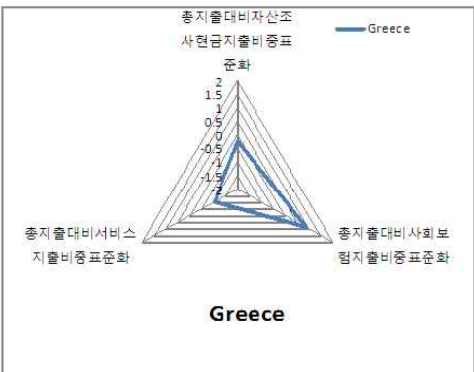 총지출대비자산조
사현금지출비중표
준화
Greece
2
1.5
1
0.5
0
-0.5
-1
-1.5
-2
총지출대비서비스
지출비중표준화
총지출대비사회보
험지출비중표준화
Greece